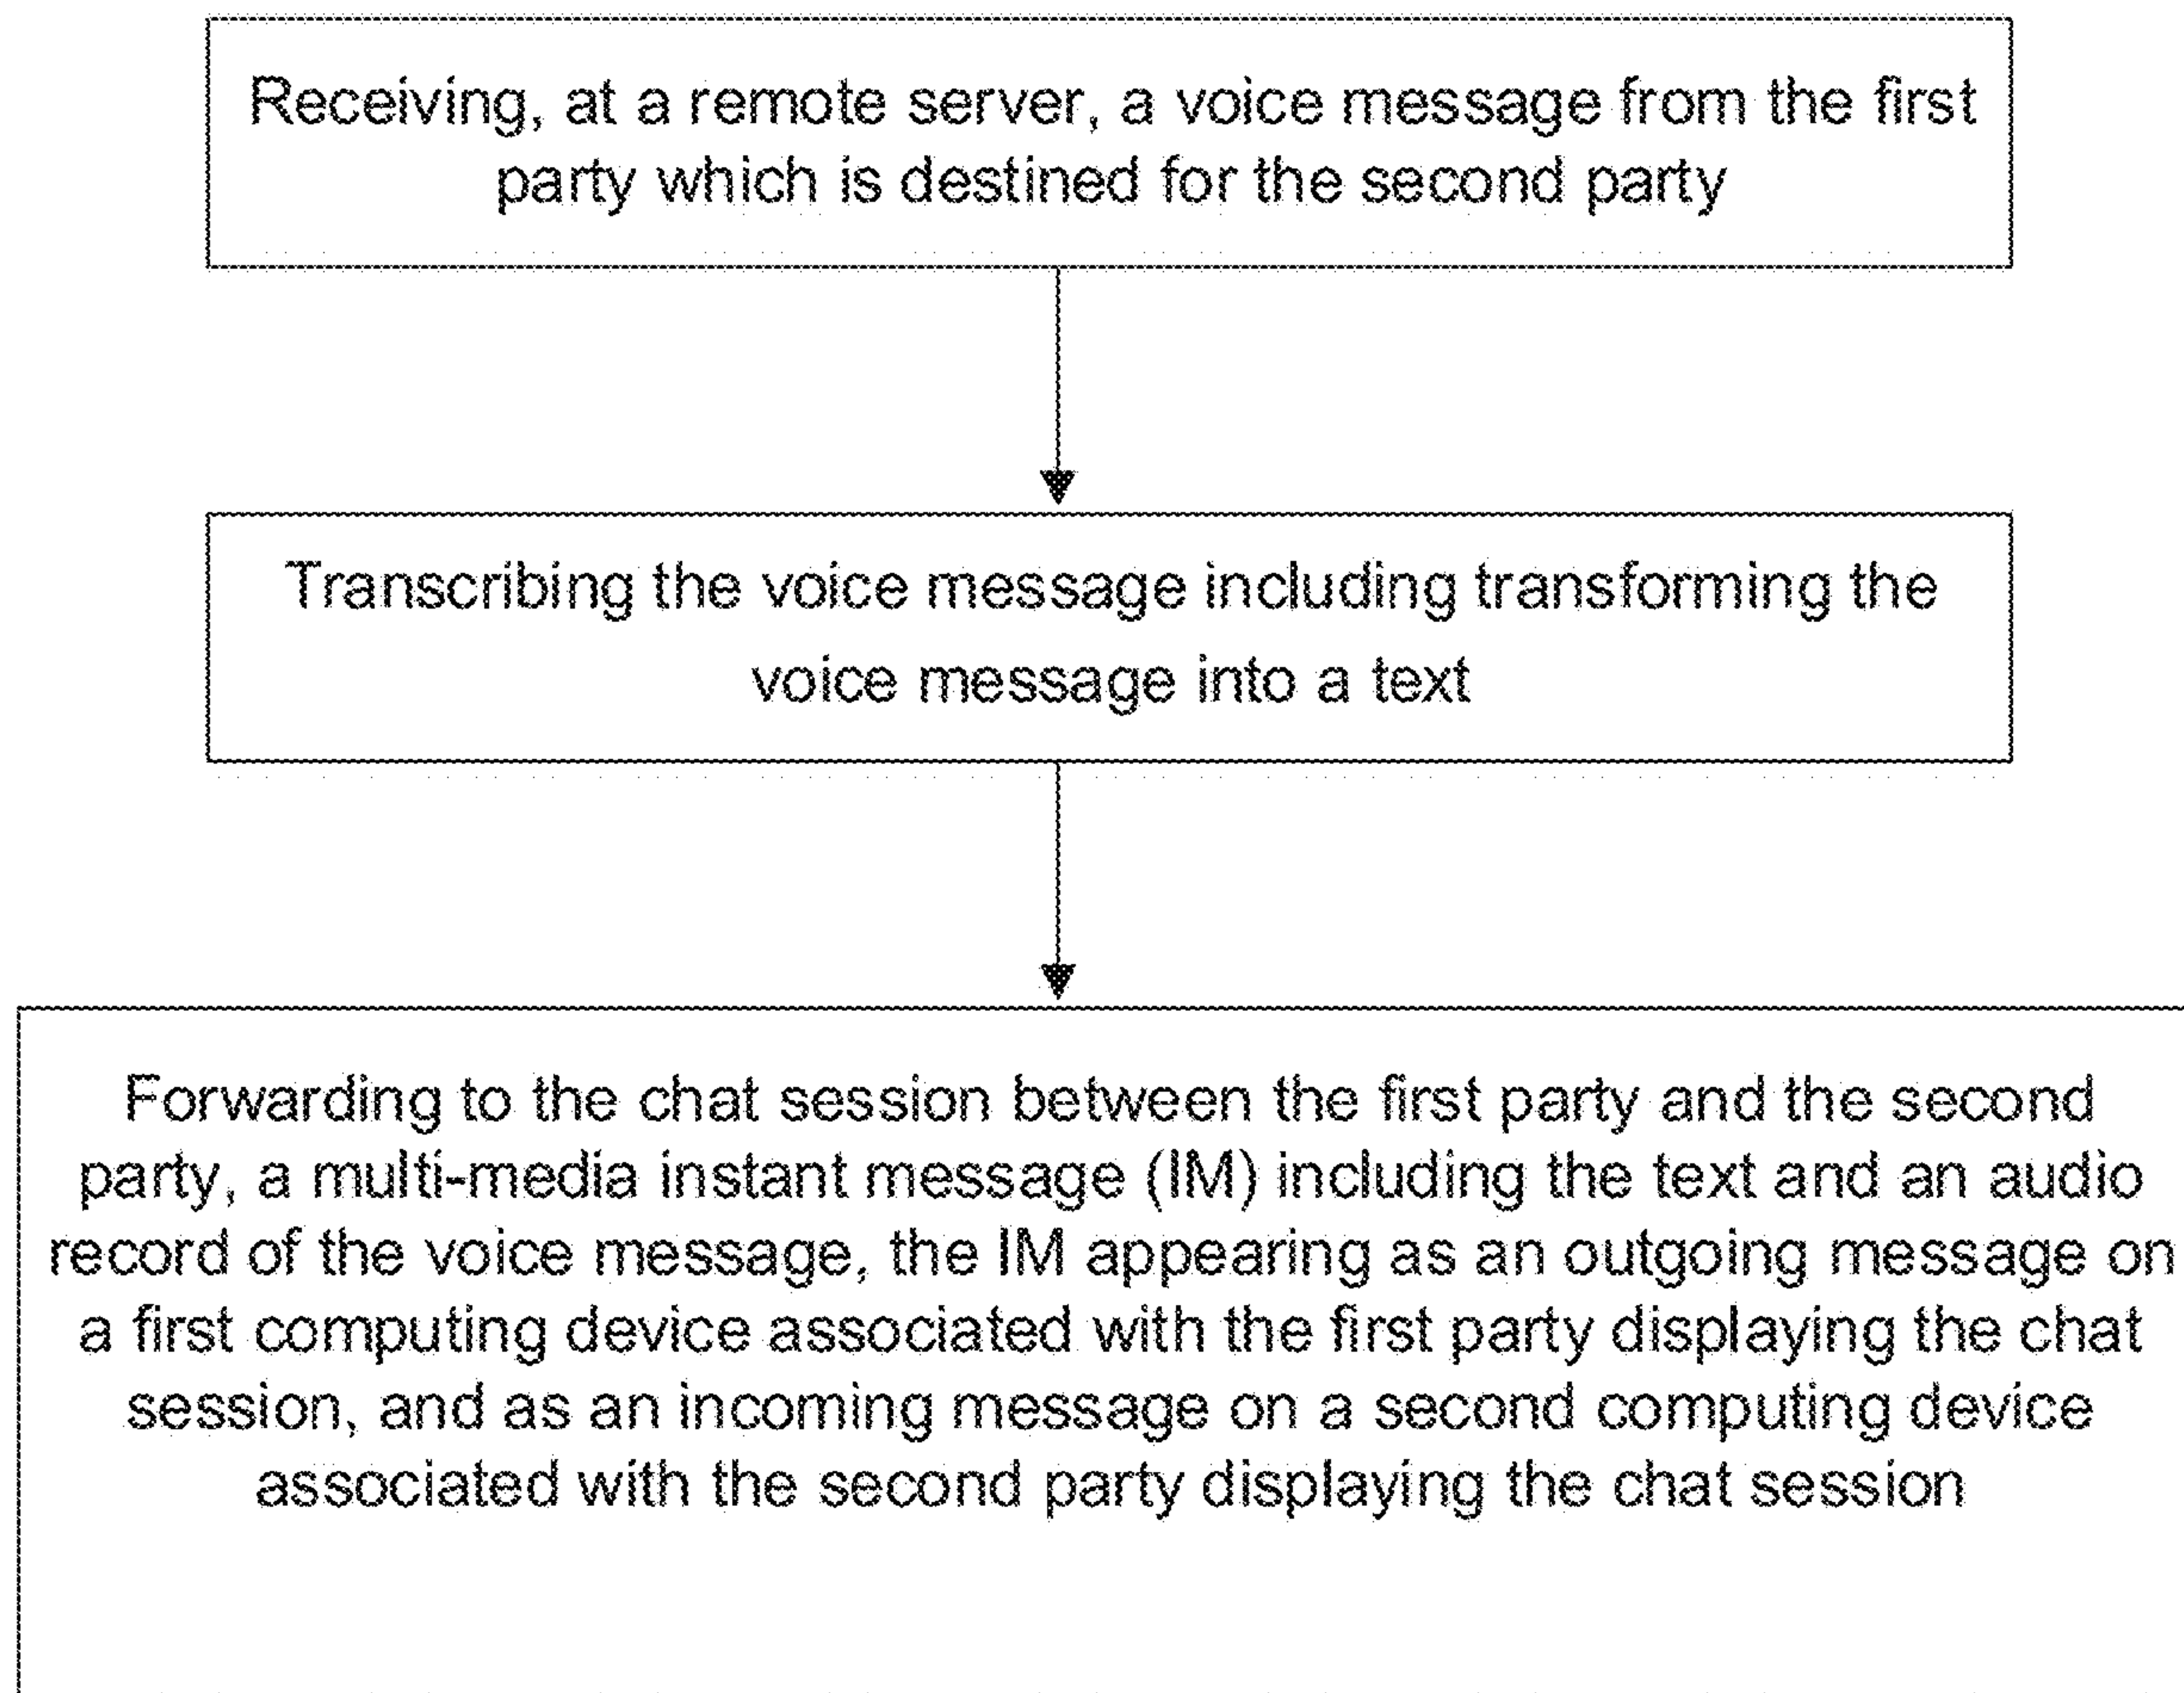 Receiving, at a remote server, a voice message from the first
party which is destined for the second party
Transcribing the voice message including transforming the
voice message into a text
Forwarding to the chat session between the first party and the second
party, a multi-media instant message (IM) including the text and an audio
record of the voice message, the IM appearing as an outgoing message on
a first computing device associated with the first party displaying the chat
session, and as an incoming message on a second computing device
associated with the second party displaying the chat session